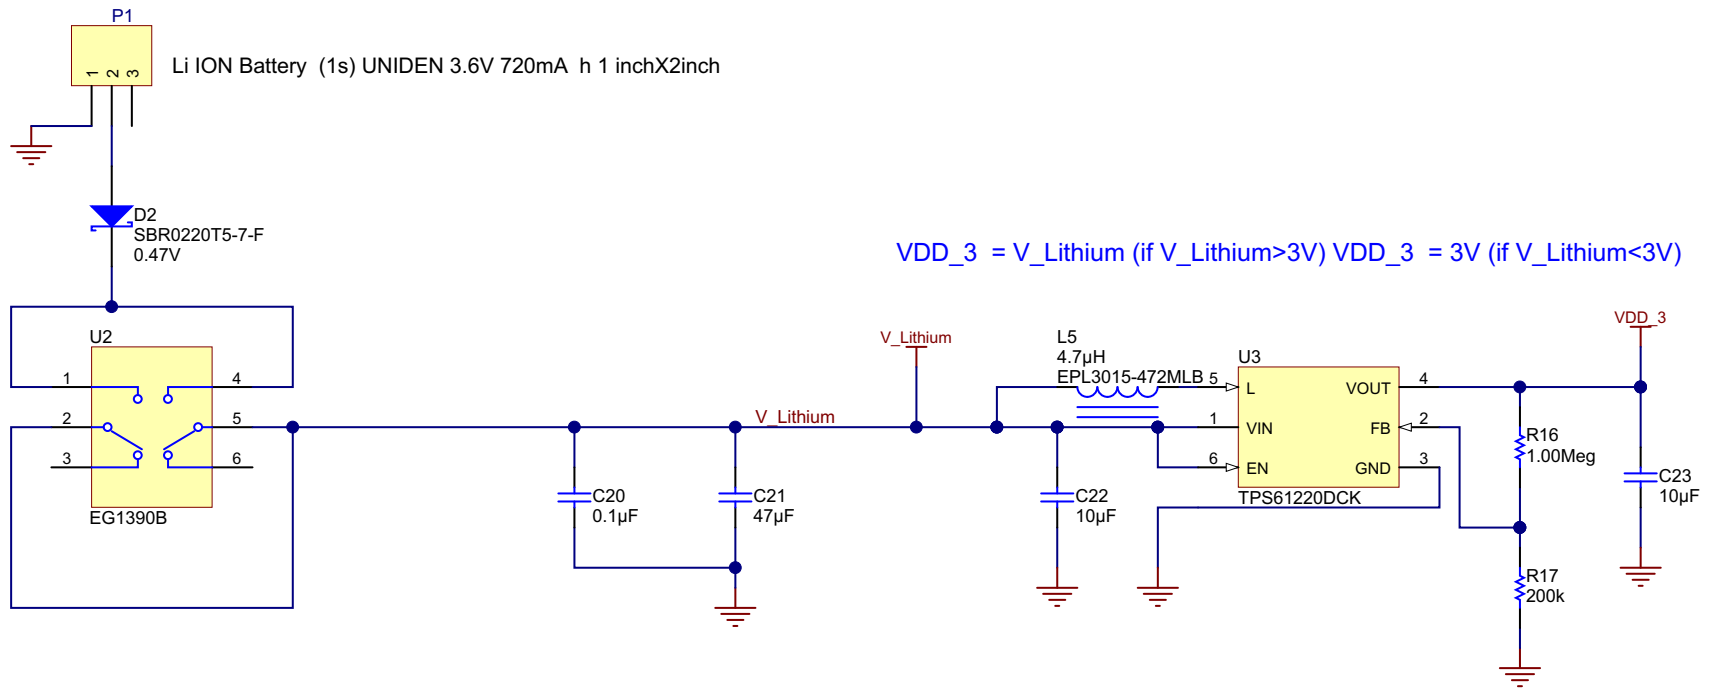 P1
1 2 3
Li ION Battery (1s) UNIDEN 3.6V 720mA h 1 inchX2inch
D2
SBR0220T5-7-F
0.47V
VDD_3 = V_Lithium (if V_Lithium>3V) VDD_3 = 3V (if V_Lithium<3V)
U2
1
4
2
5
3
6
EG1390B
V_Lithium
V_Lithium
C20
0.1µF
C21
47µF
L5
4.7µH
EPL3015-472MLB
C22
10µF
U3
5
L
VOUT
4
1
VIN
FB
2
6
EN
GND
3
TPS61220DCK
VDD_3
R16
1.00Meg
C23
10µF
R17
200k